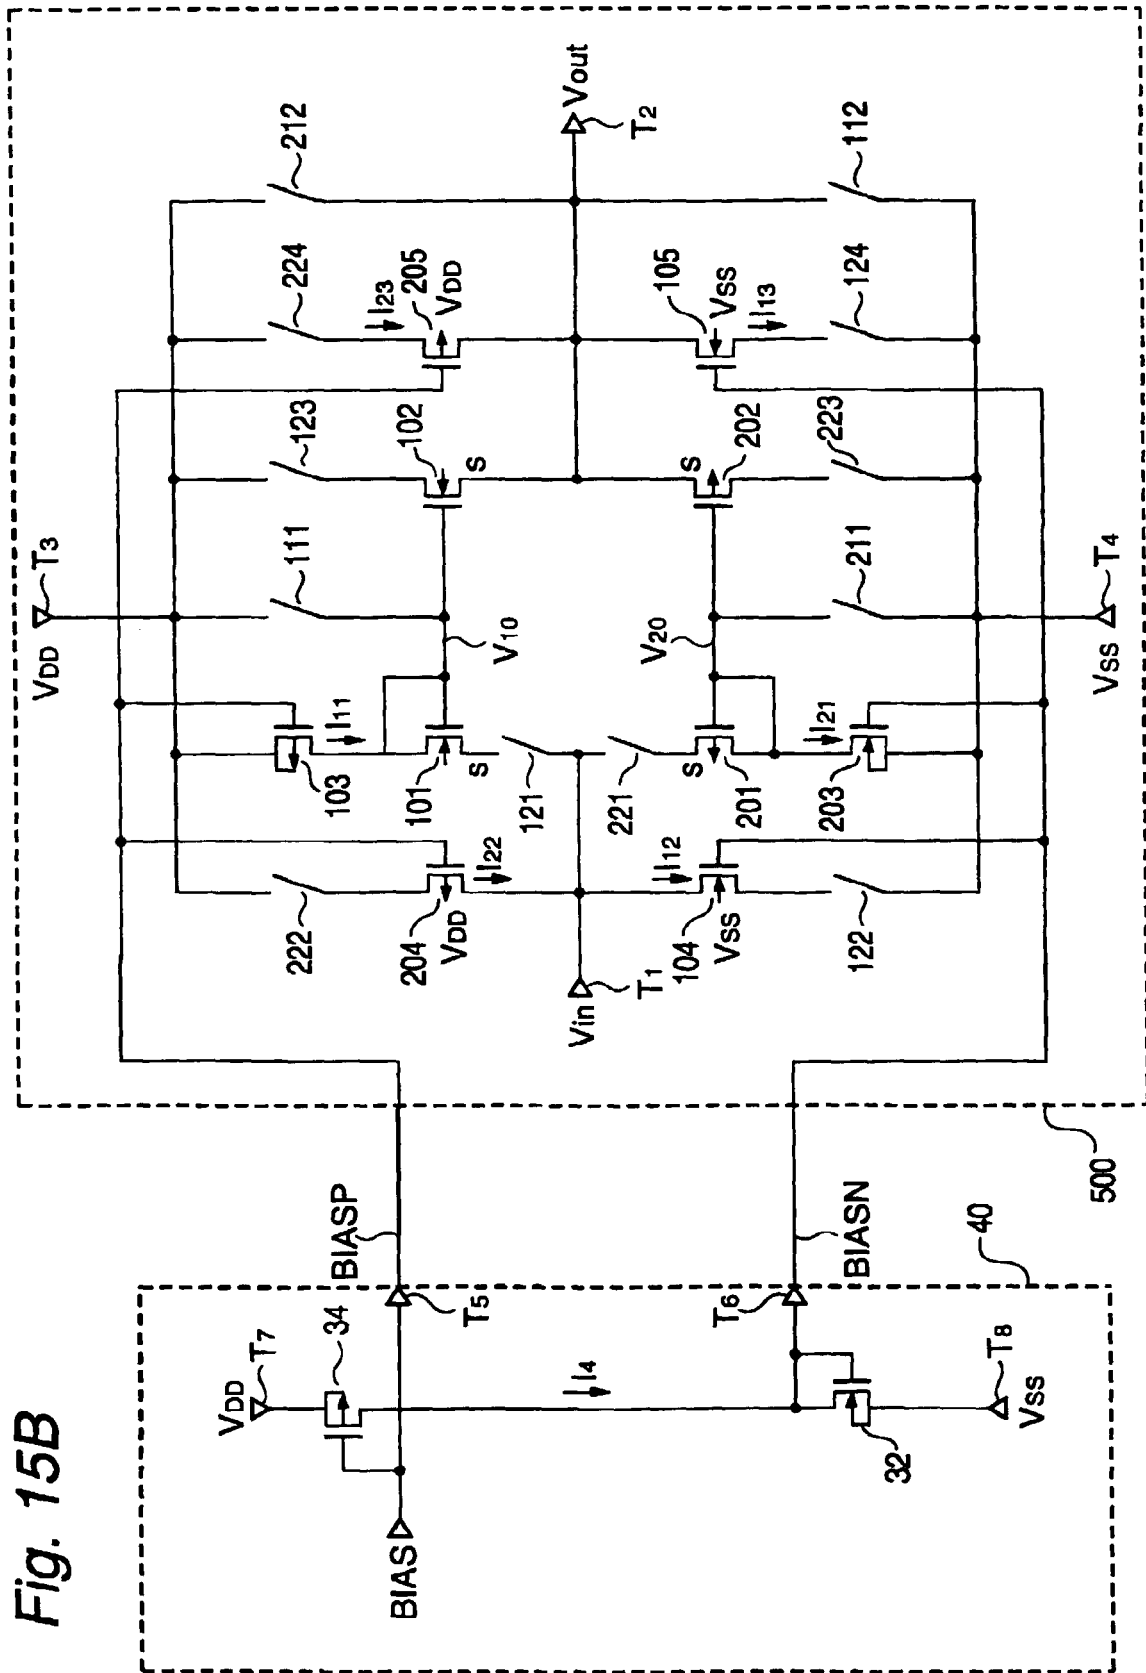 Fig. 15B
VDD
T7
34
BIAS
T5
BIASP
I4
T6
BIASN
32
T8
VSS
40
500
VDD
T3
222
204
VDD
I22
103
I11
101
S
121
111
V10
123
102
S
224
I23
205
VDD
212
Vin
T1
Vout
T2
104
VSS
I12
122
221
S
201
I21
203
V20
211
S
202
223
105
VSS
I13
124
112
VSS
T4